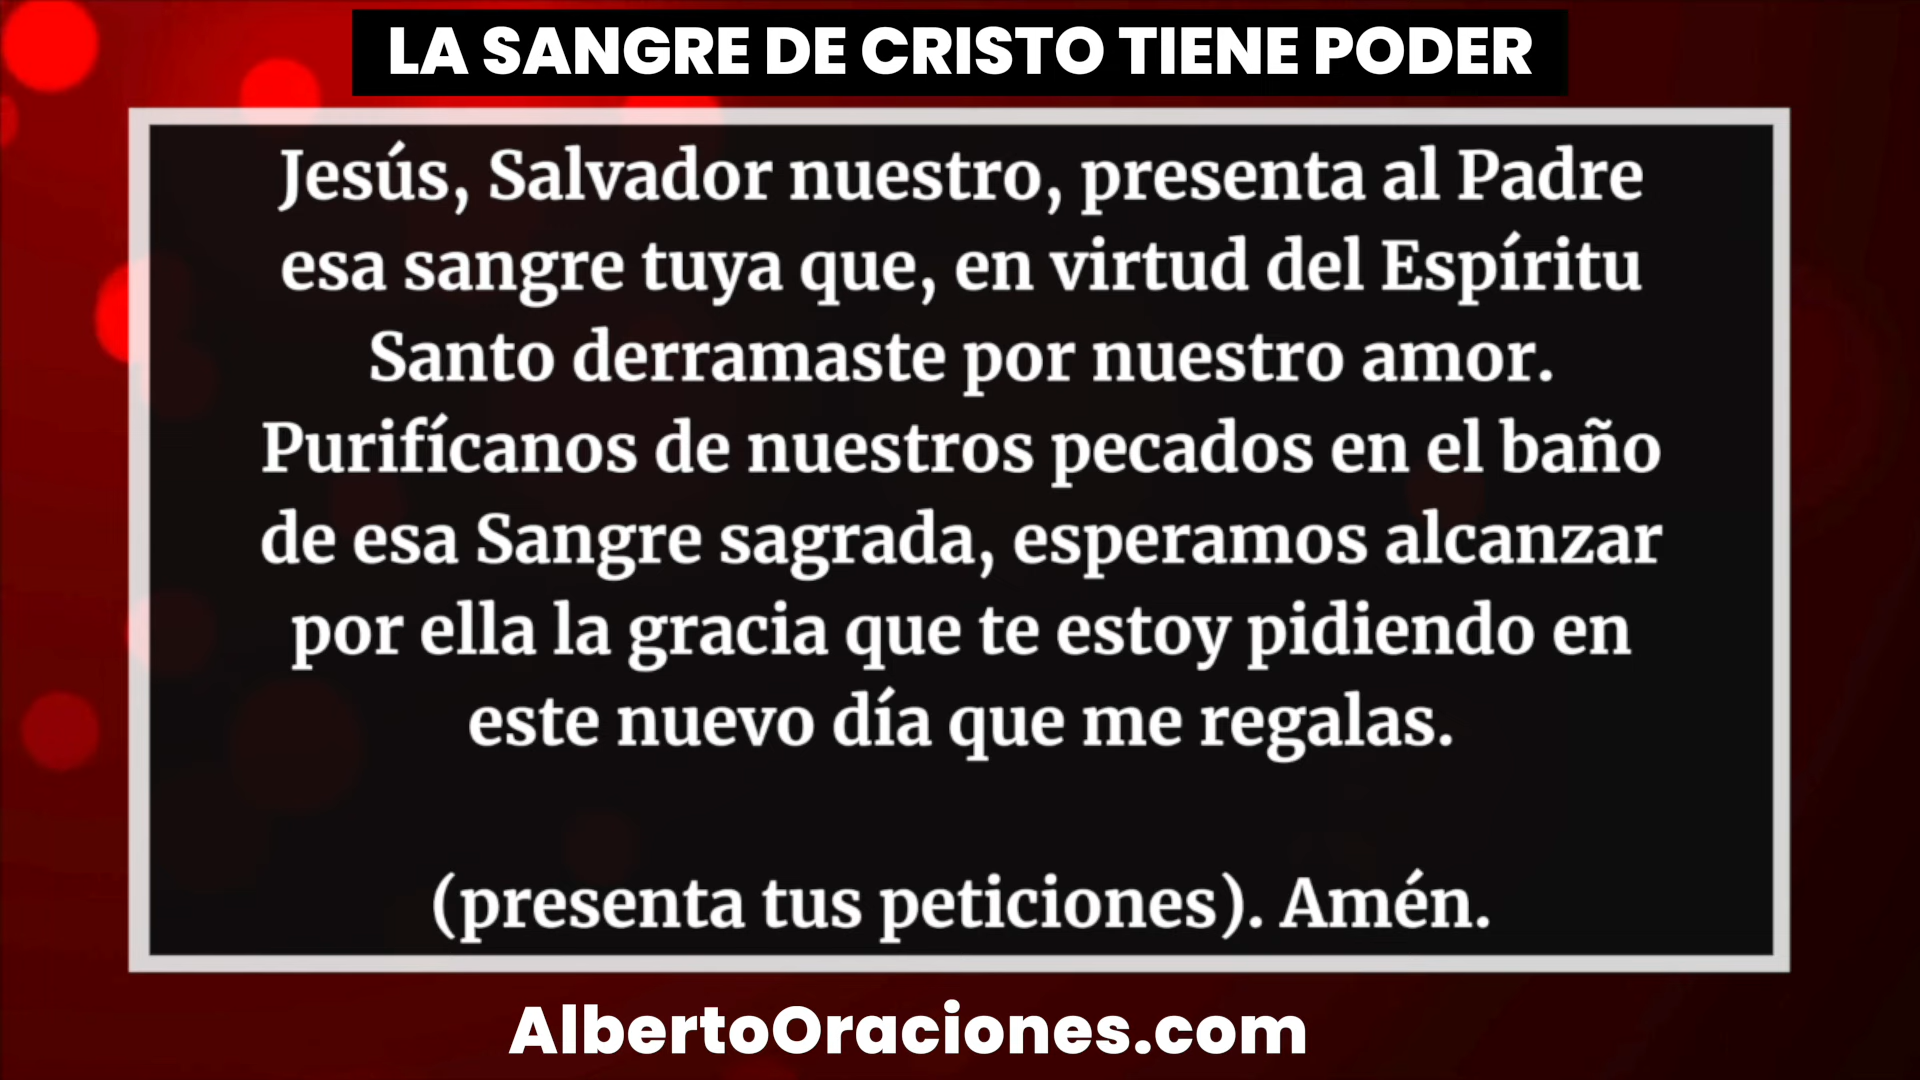 LA SANGRE DE CRISTO TIENE PODER
Jesús, Salvador nuestro, presenta al Padre
esa sangre tuya que, en virtud del Espíritu
Santo derramaste por nuestro amor.
Purifícanos de nuestros pecados en el baño
de esa Sangre sagrada, esperamos alcanzar
por ella la gracia que te estoy pidiendo en
este nuevo día que me regalas.
(presenta tus peticiones). Amén.
AlbertoOraciones.com